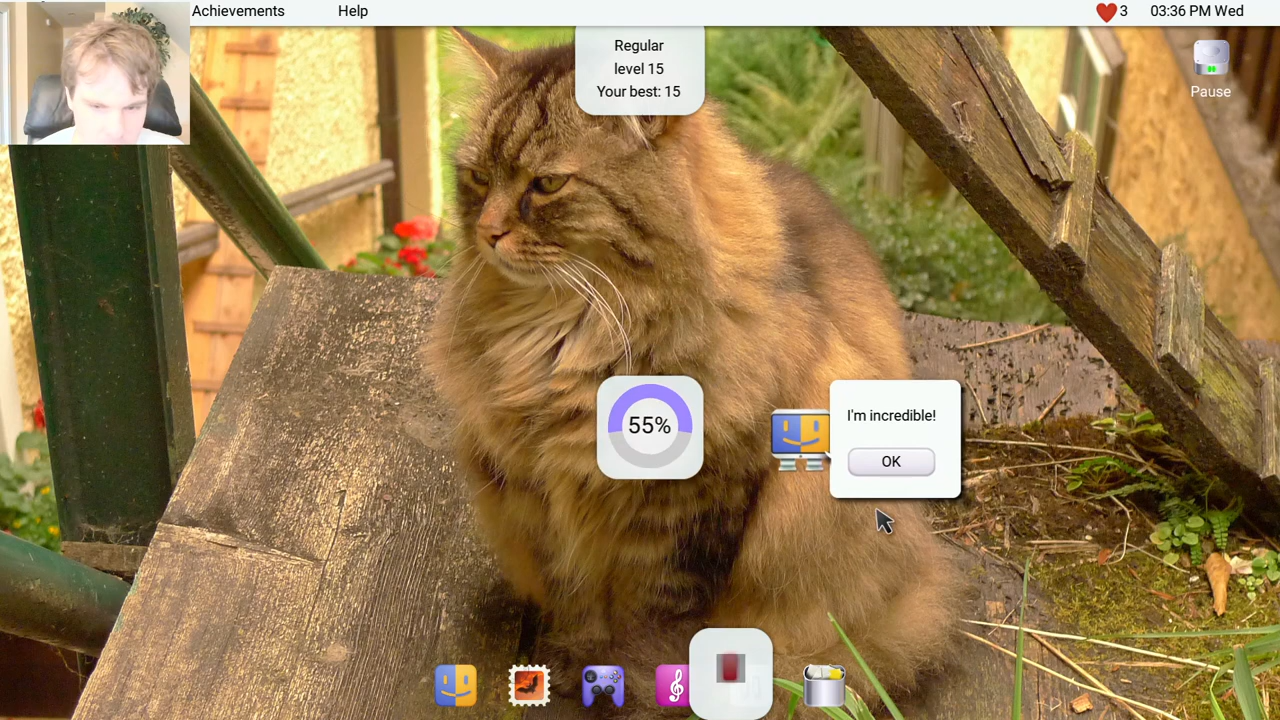 Achievements
Help
3
03:36 PM Wed
Regular
level 15
Your best: 15
Pause
55%
I'm incredible!
OK